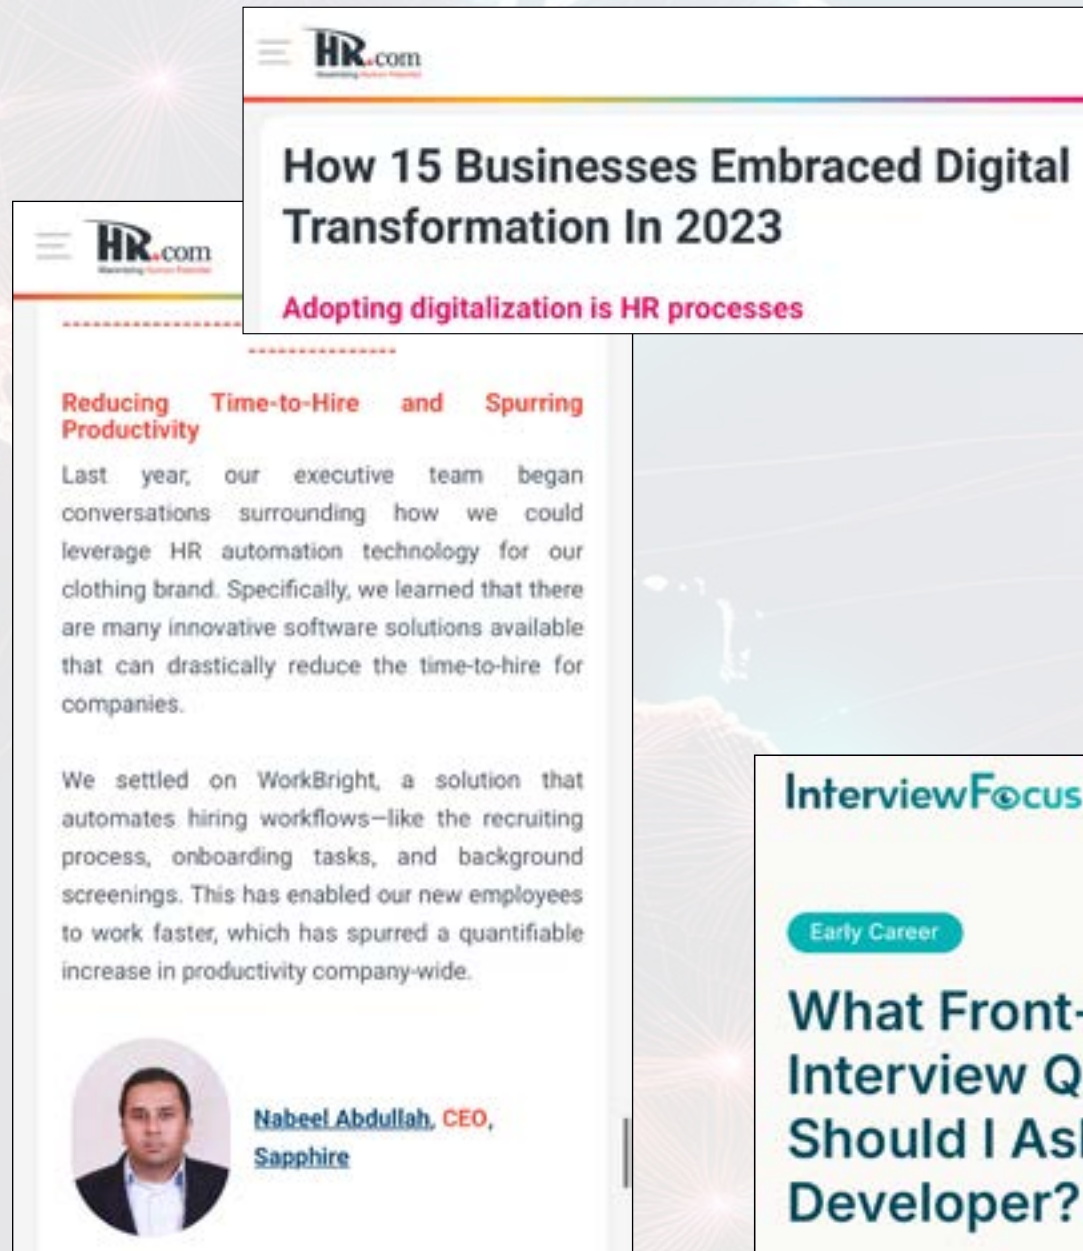 HR.com
How 15 Businesses Embraced Digital
Transformation In 2023
Adopting digitalization is HR processes
HR.com
Reducing Time-to-Hire and Spurring
Productivity
Last year, our executive team began
conversations surrounding how we could
leverage HR automation technology for our
clothing brand. Specifically, we learned that there
are many innovative software solutions available
that can drastically reduce the time-to-hire for
companies.
We settled on WorkBright, a solution that
automates hiring workflows—like the recruiting
process, onboarding tasks, and background
screenings. This has enabled our new employees
to work faster, which has spurred a quantifiable
increase in productivity company-wide.
Nabeel Abdullah, CEO,
Sapphire
InterviewFocus
Early Career
What Front-
Interview Q
Should I As
Developer?